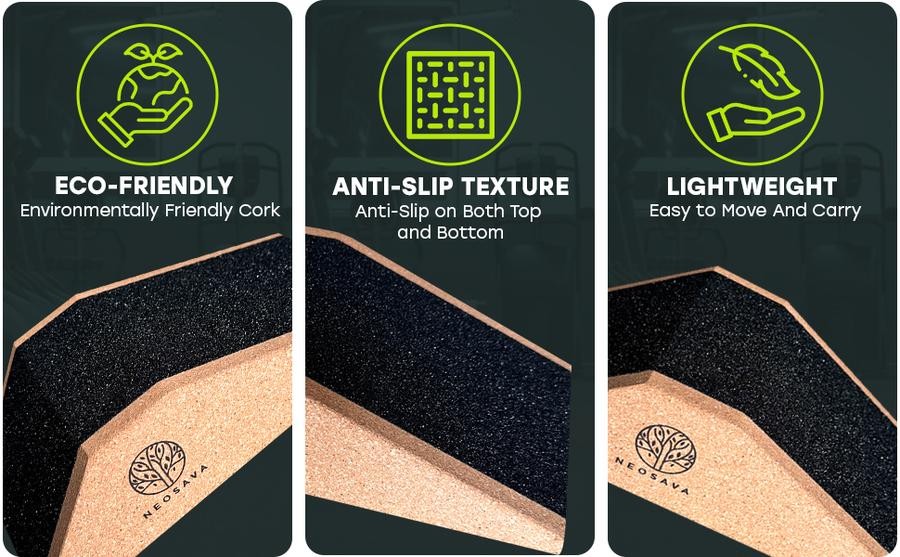 ECO-FRIENDLY
Environmentally Friendly Cork
NEOSAVA
ANTI-SLIP TEXTURE
Anti-Slip on Both Top
and Bottom
LIGHTWEIGHT
Easy to Move And Carry
NEOSAVA